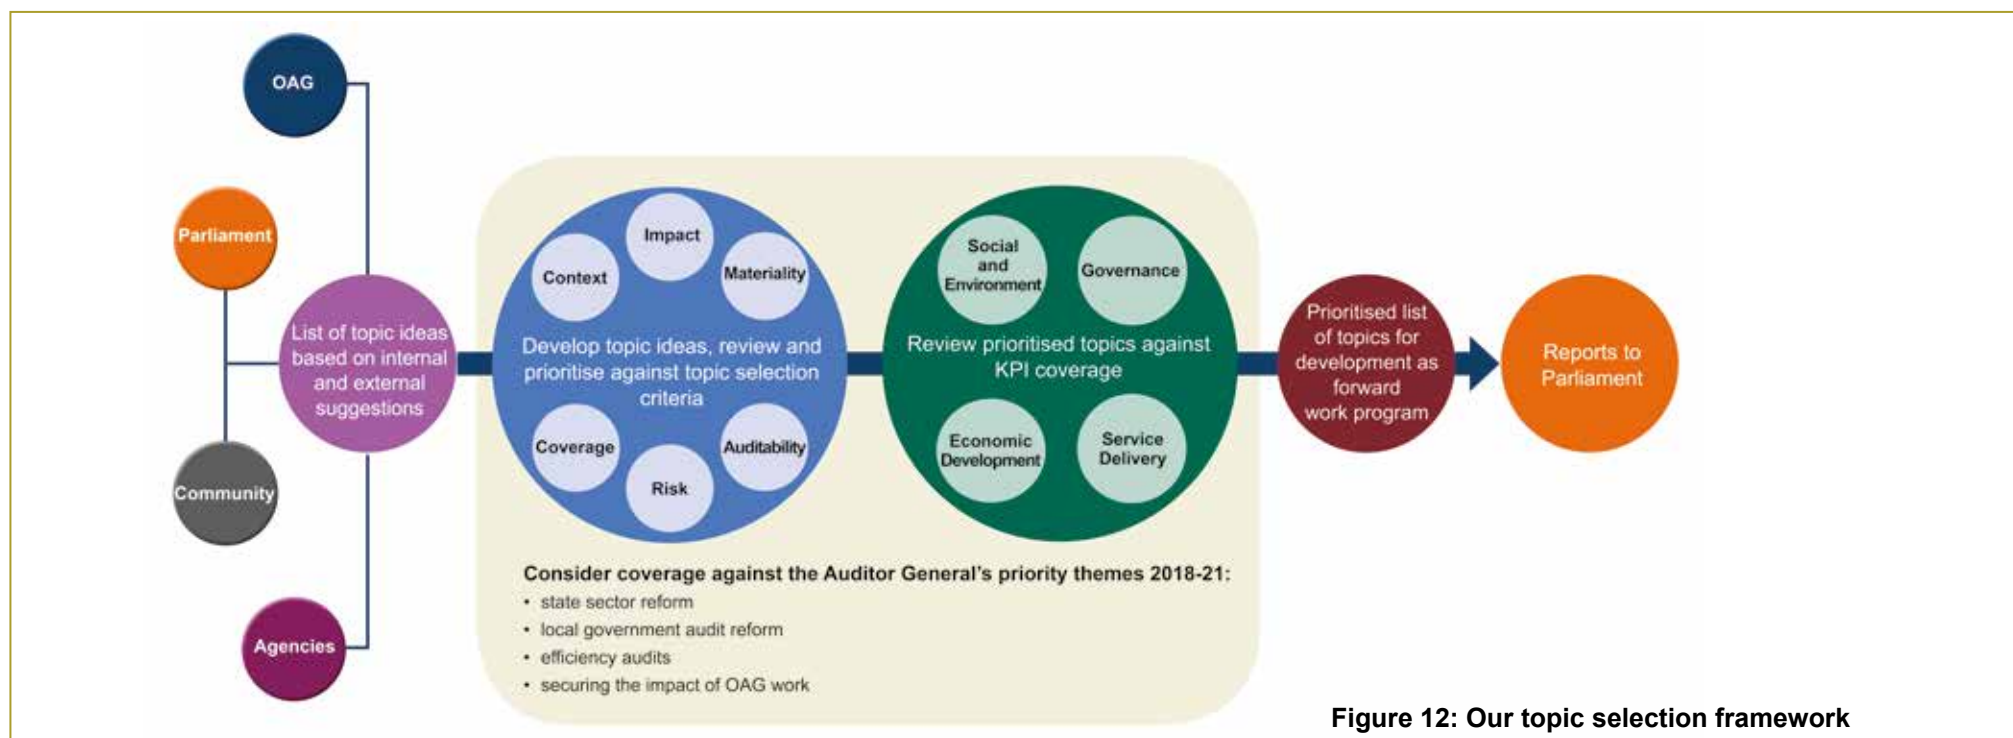 OAG
Parliament
Community
Agencies
List of topic ideas
based on internal
and external
suggestions
Impact
Context
Materiality
Develop topic ideas, review and
prioritise against topic selection
criteria
Coverage
Auditability
Risk
Social
and
Environment
Governance
Review prioritised topics against
KPI coverage
Economic
Development
Service
Delivery
Consider coverage against the Auditor General's priority themes 2018-21:
• state sector reform
• local government audit reform
• efficiency audits
• securing the impact of OAG work
Prioritised list
of topics for
development as
forward
work program
Reports to
Parliament
Figure 12: Our topic selection framework